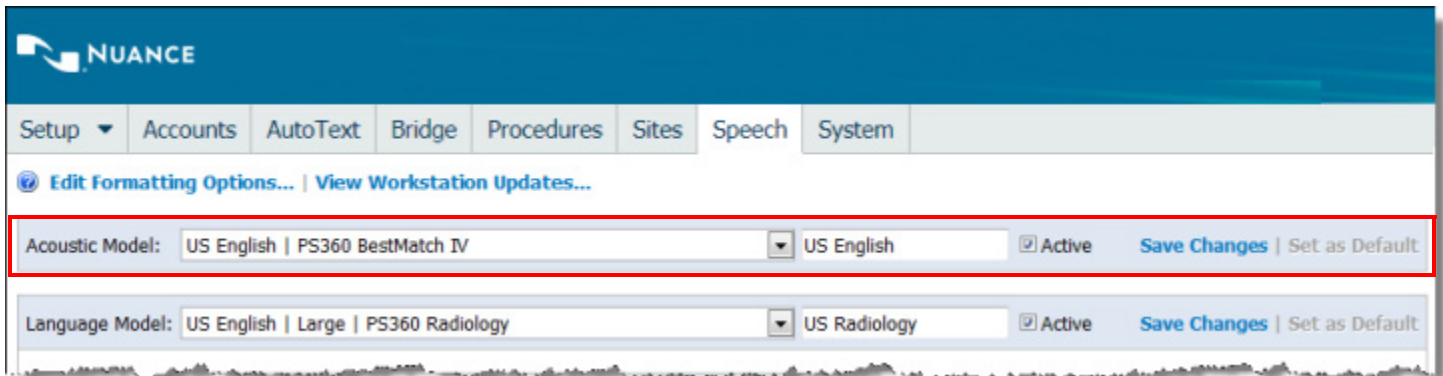 NUANCE
Setup Accounts AutoText Bridge Procedures Sites Speech System
Edit Formatting Options... | View Workstation Updates...
Acoustic Model: US English | PS360 BestMatch IV US English Active Save Changes | Set as Default
Language Model: US English | Large | PS360 Radiology US Radiology Active Save Changes | Set as Default